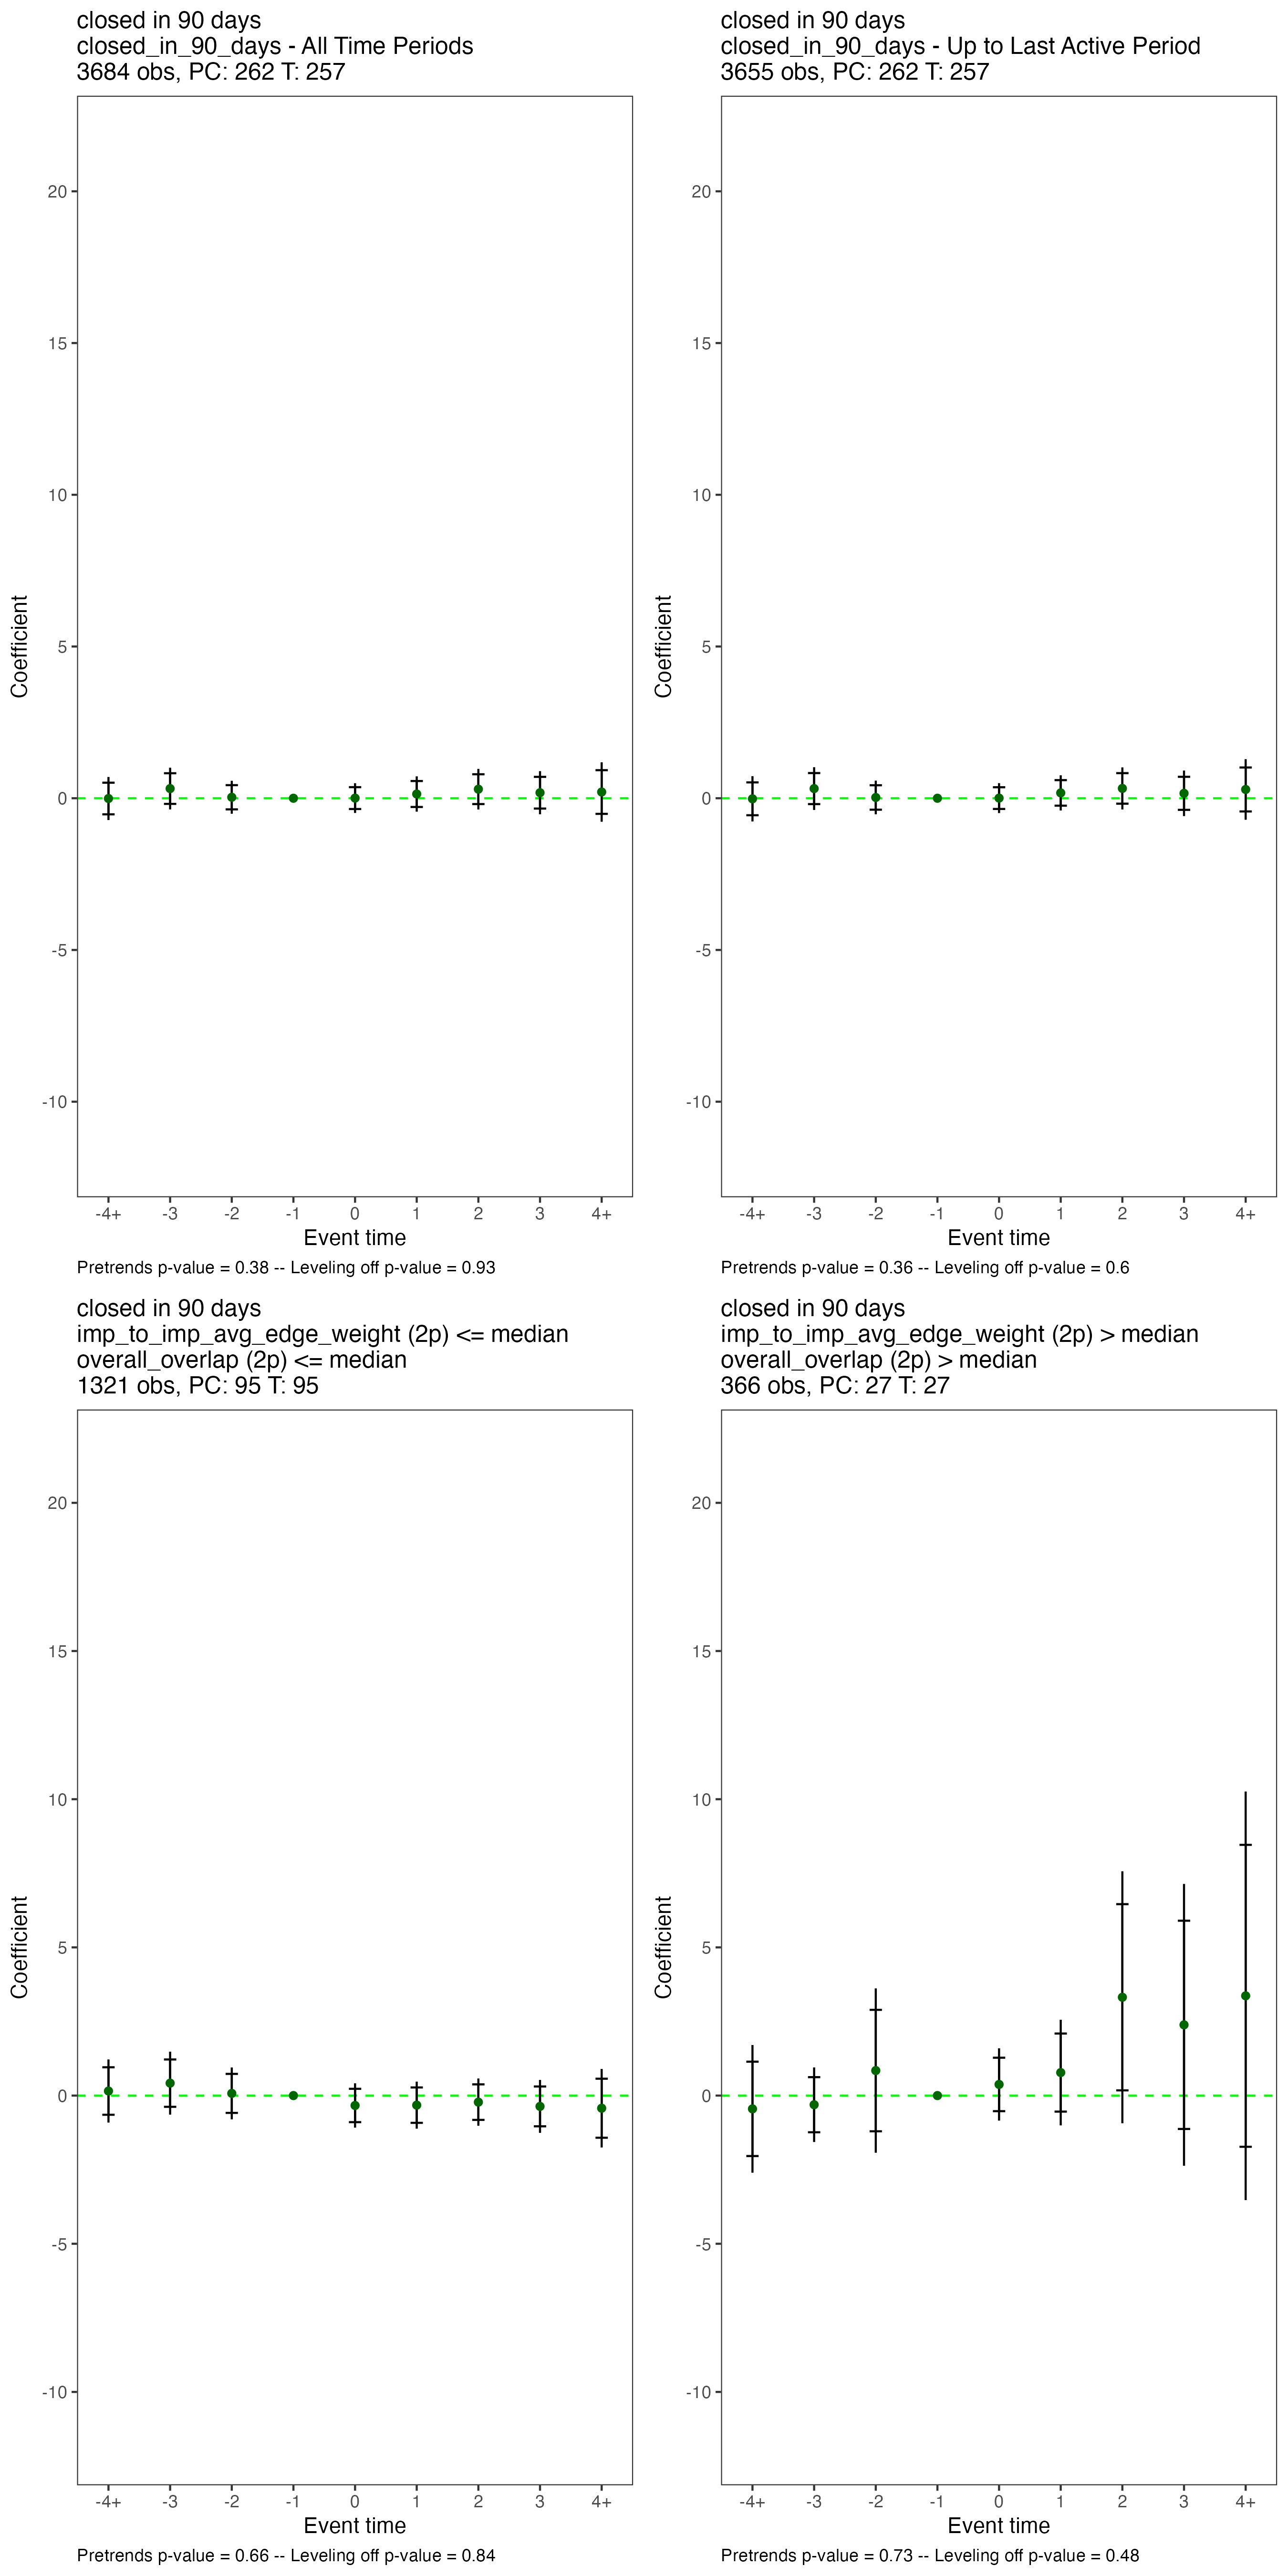 closed in 90 days
closed_in_90_days - All Time Periods
3684 obs, PC: 262 T: 257
20
15
10
5
0
-5
-10
Coefficient
-4+ -3 -2 -1 0 1 2 3 4+
Event time
Pretrends p-value = 0.38 -- Leveling off p-value = 0.93
closed in 90 days
closed_in_90_days - Up to Last Active Period
3655 obs, PC: 262 T: 257
20
15
10
5
0
-5
-10
Coefficient
-4+ -3 -2 -1 0 1 2 3 4+
Event time
Pretrends p-value = 0.36 -- Leveling off p-value = 0.6
closed in 90 days
imp_to_imp_avg_edge_weight (2p) <= median
overall_overlap (2p) <= median
1321 obs, PC: 95 T: 95
20
15
10
5
0
-5
-10
Coefficient
-4+ -3 -2 -1 0 1 2 3 4+
Event time
Pretrends p-value = 0.66 -- Leveling off p-value = 0.84
closed in 90 days
imp_to_imp_avg_edge_weight (2p) > median
overall_overlap (2p) > median
366 obs, PC: 27 T: 27
20
15
10
5
0
-5
-10
Coefficient
-4+ -3 -2 -1 0 1 2 3 4+
Event time
Pretrends p-value = 0.73 -- Leveling off p-value = 0.48